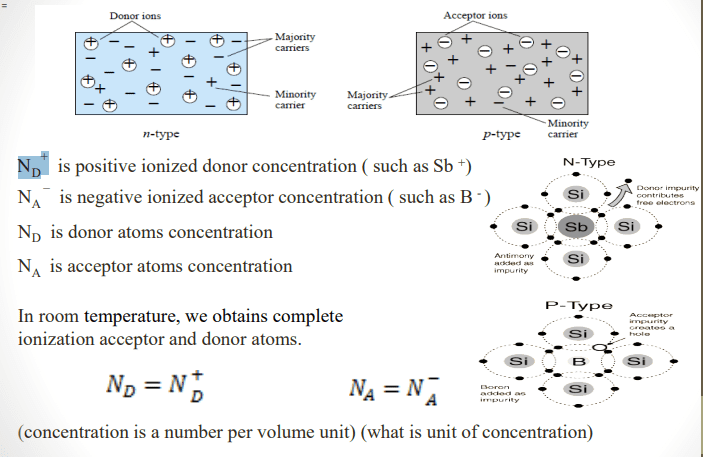 =
Donor ions
Acceptor ions
Majority
carriers
Minority
carrier
n-type
Majority
carriers
Minority
carrier
p-type
N_D^+ is positive ionized donor concentration ( such as Sb ⁺)
N_A^- is negative ionized acceptor concentration ( such as B ⁻)
N_D is donor atoms concentration
N_A is acceptor atoms concentration
N-Type
Si
Donor impurity
contributes
free electrons
Si Sb Si
Antimony
added as
impurity
Si
In room temperature, we obtains complete
ionization acceptor and donor atoms.
P-Type
Acceptor
impurity
creates a
hole
Si
Si B Si
Boron
added as
impurity
Si
N_D = N_D^+
N_A = N_A^-
(concentration is a number per volume unit) (what is unit of concentration)